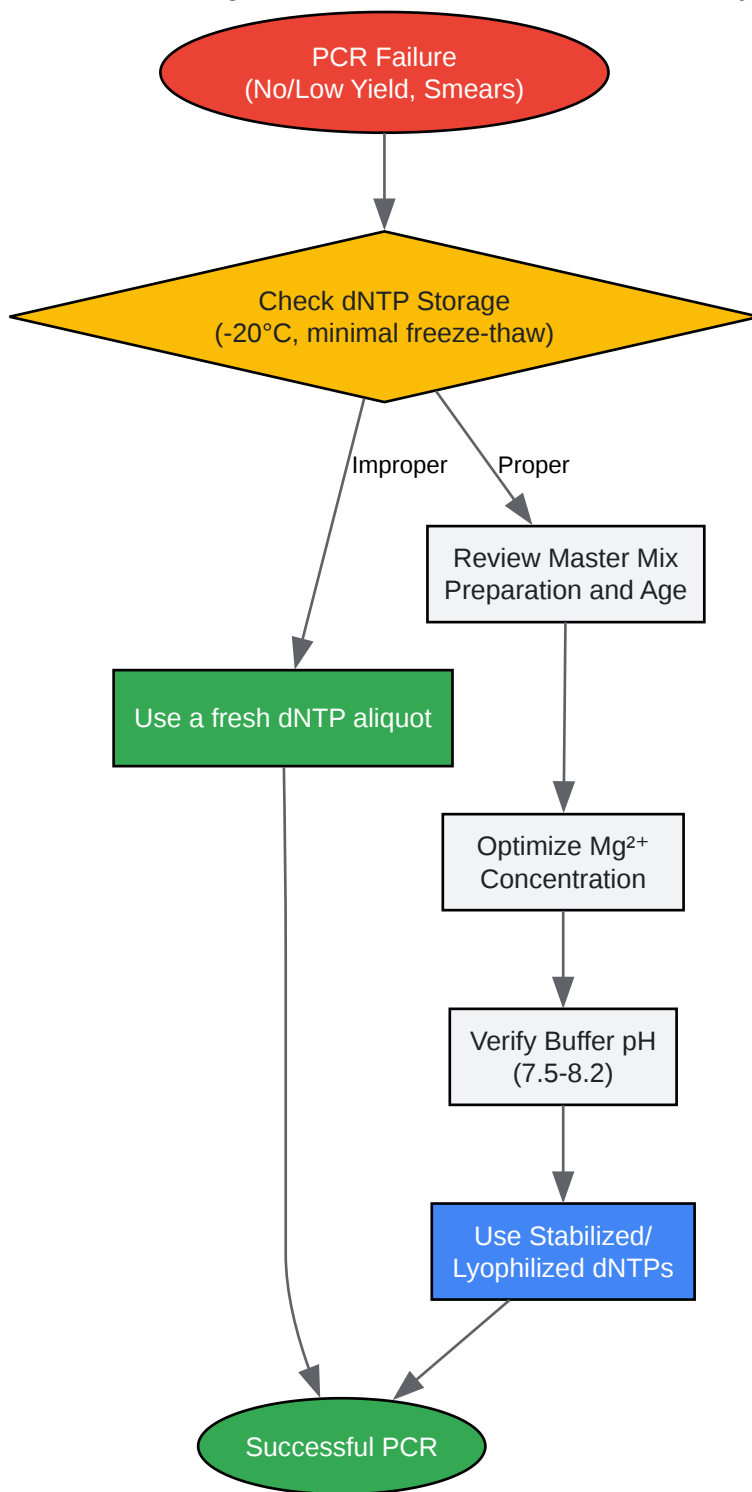 PCR Failure
(No/Low Yield, Smears)
Check dNTP Storage
(-20°C, minimal freeze-thaw)
Improper
Proper
Review Master Mix
Preparation and Age
Use a fresh dNTP aliquot
Optimize Mg²⁺
Concentration
Verify Buffer pH
(7.5-8.2)
Use Stabilized/
Lyophilized dNTPs
Successful PCR